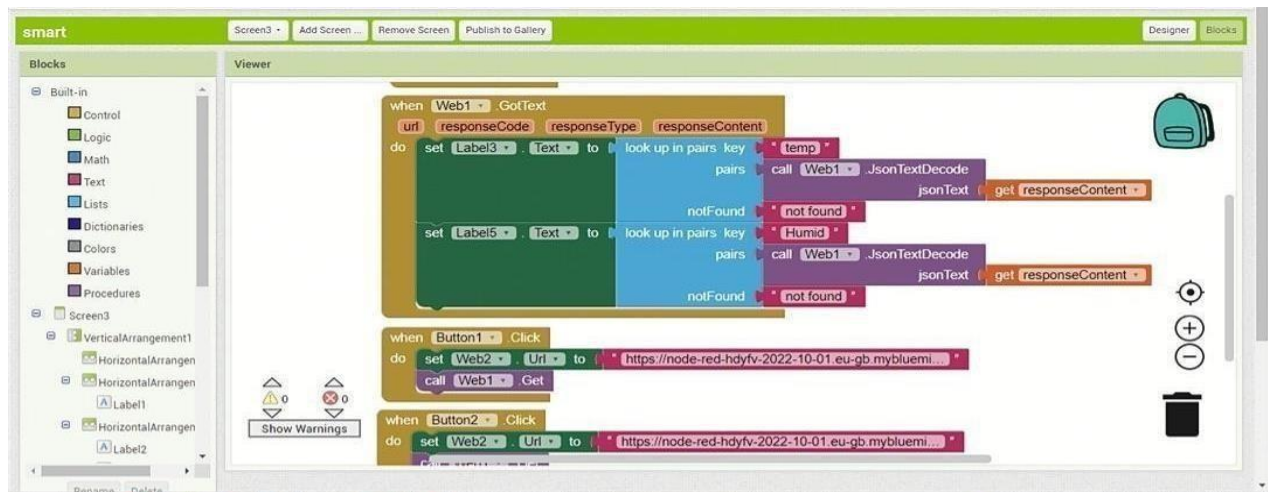 smart Screen3 Add Screen ... Remove Screen Publish to Gallery Designer Blocks
Blocks Viewer
Built-in
Control
Logic
Math
Text
Lists
Dictionaries
Colors
Variables
Procedures
Screen3
VerticalArrangement1
HorizontalArrangen
HorizontalArrangen
Label1
HorizontalArrangen
Label2
Rename Delete
when Web1 .GotText
url responseCode responseType responseContent
do set Label3 . Text to look up in pairs key " temp "
pairs call Web1 .JsonTextDecode
jsonText get responseContent
notFound " not found "
set Label5 . Text to look up in pairs key " Humid "
pairs call Web1 .JsonTextDecode
jsonText get responseContent
notFound " not found "
when Button1 .Click
do set Web2 . Url to " https://node-red-hdyfv-2022-10-01.eu-gb.mybluemi... "
call Web1 .Get
when Button2 .Click
do set Web2 . Url to " https://node-red-hdyfv-2022-10-01.eu-gb.mybluemi... "
0 0
Show Warnings